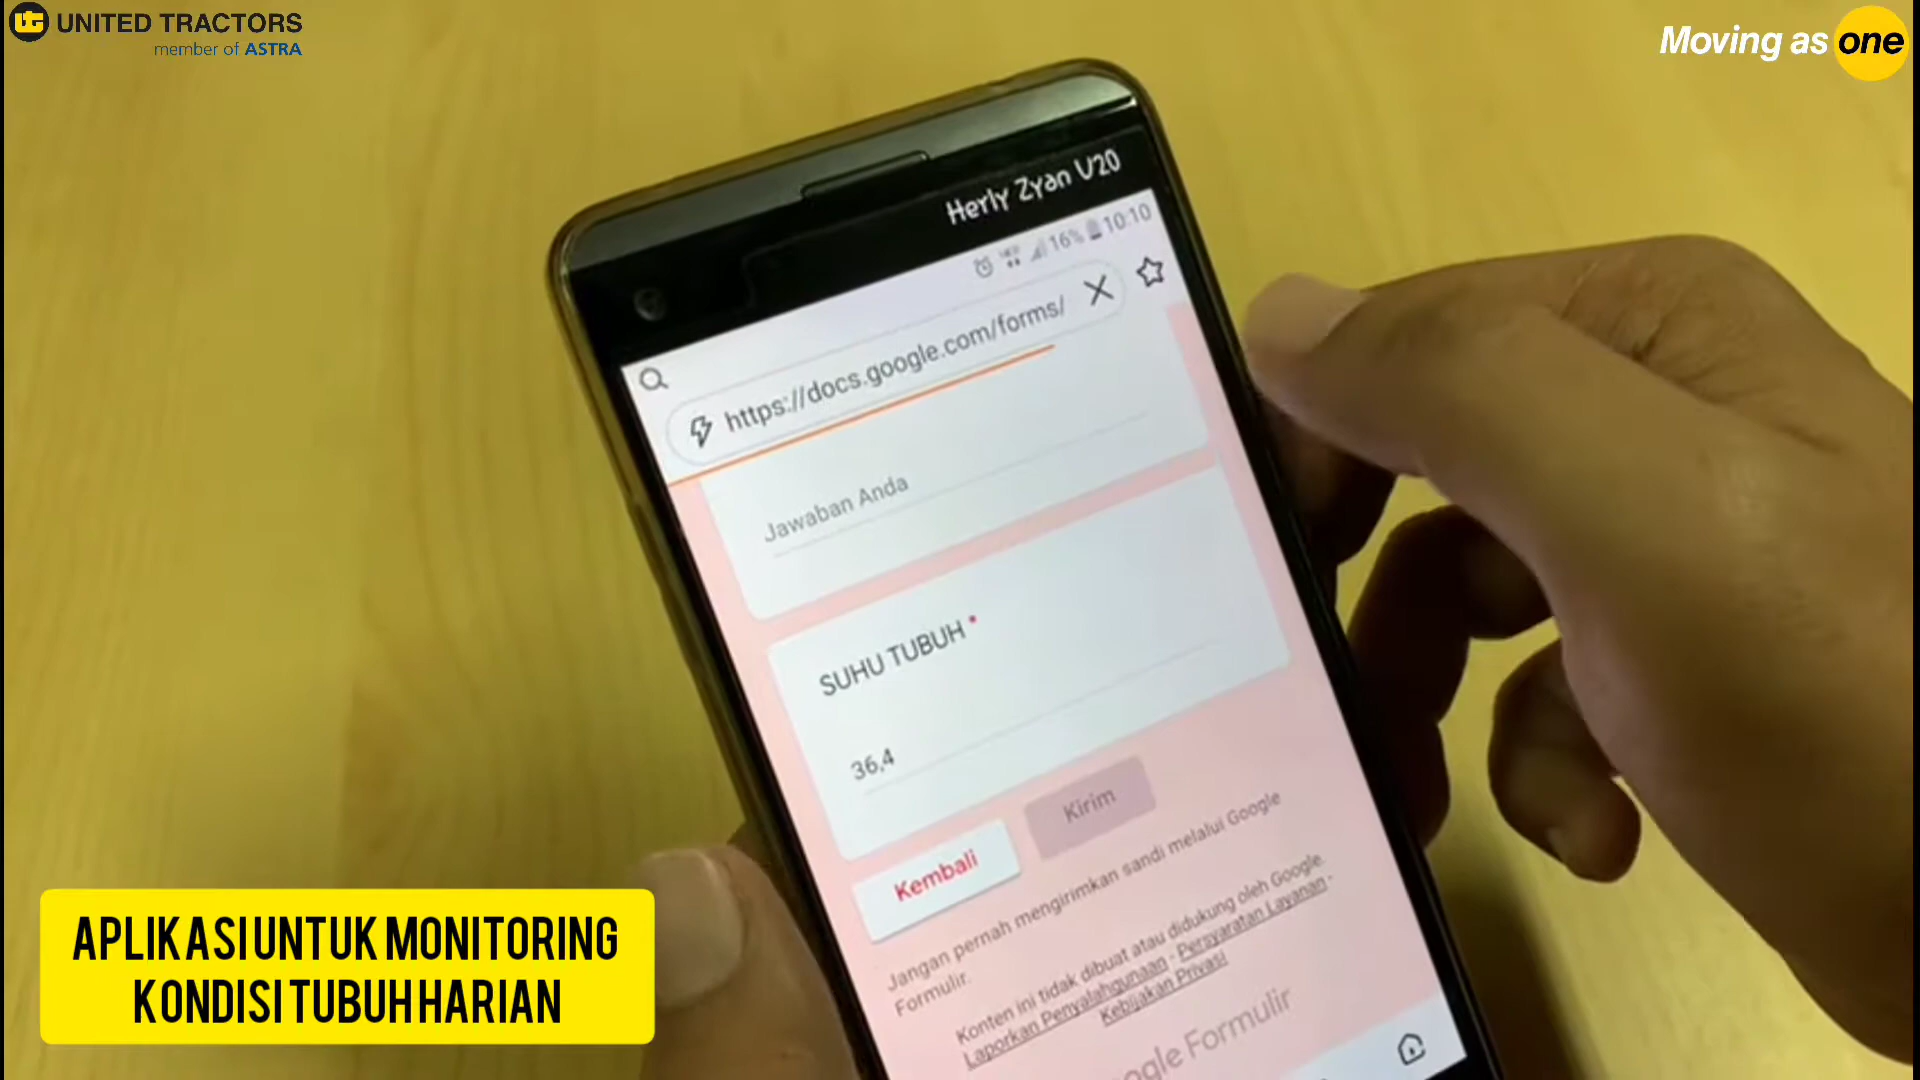 UNITED TRACTORS
member of ASTRA
Moving as one
Herly Zyan V20
16% 10:10
https://docs.google.com/forms/
Jawaban Anda
SUHU TUBUH *
36,4
Kembali
Kirim
Jangan pernah mengirimkan sandi melalui Google
Formulir.
Konten ini tidak dibuat atau didukung oleh Google.
Laporkan Penyalahgunaan - Persyaratan Layanan -
Kebijakan Privasi
Formulir
APLIKASI UNTUK MONITORING
KONDISI TUBUH HARIAN